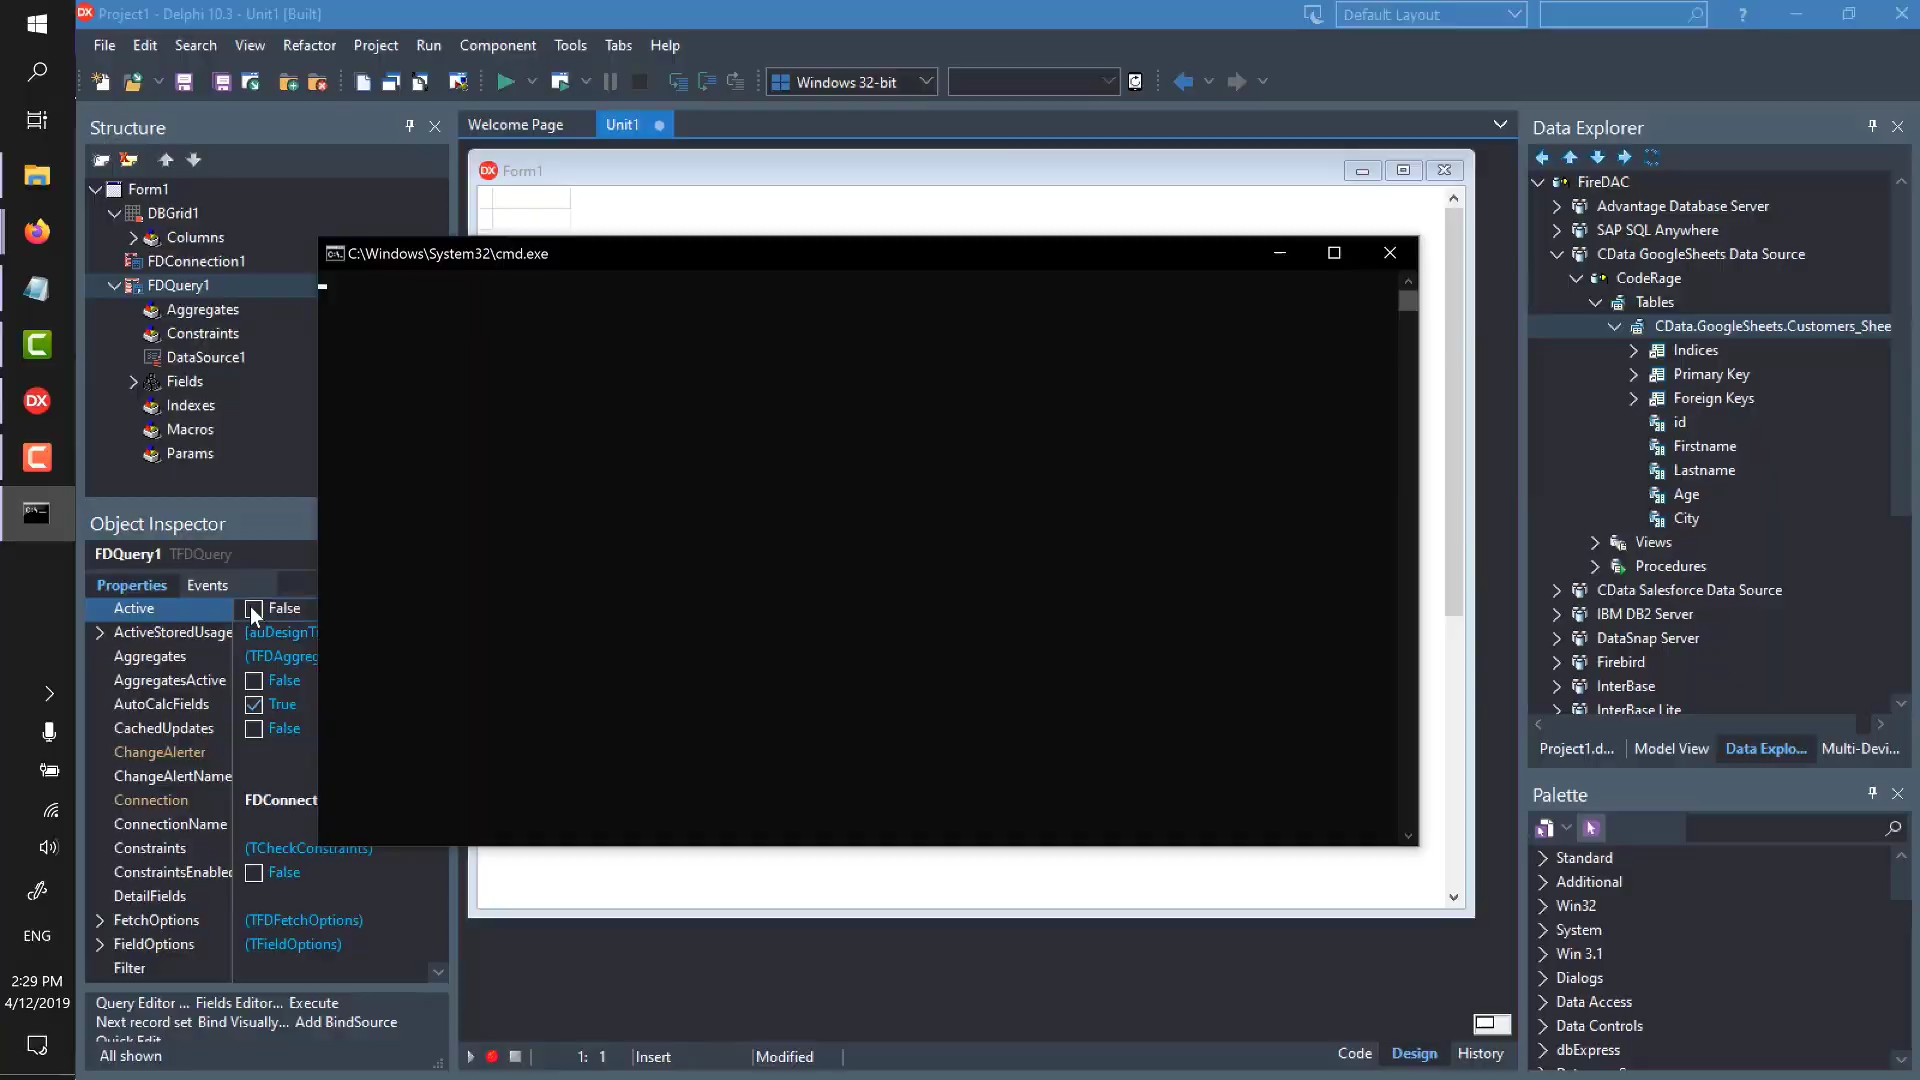 Project1 - Delphi 10.3 - Unit1 [Built]
Default Layout
File Edit Search View Refactor Project Run Component Tools Tabs Help
Windows 32-bit
Structure
Form1
DBGrid1
Columns
FDConnection1
FDQuery1
Aggregates
Constraints
DataSource1
Fields
Indexes
Macros
Params
Object Inspector
FDQuery1 TFDQuery
Properties Events
Active False
ActiveStoredUsage [auDesignTi
Aggregates (TFDAggreg
AggregatesActive False
AutoCalcFields True
CachedUpdates False
ChangeAlerter
ChangeAlertName
Connection FDConnect
ConnectionName
Constraints (TCheckConstraints)
ConstraintsEnabled False
DetailFields
FetchOptions (TFDFetchOptions)
FieldOptions (TFieldOptions)
Filter
Query Editor ... Fields Editor... Execute
Next record set Bind Visually... Add BindSource
Quick Edit
All shown
Welcome Page Unit1
Form1
C:\Windows\System32\cmd.exe
1: 1 Insert Modified
Code Design History
Data Explorer
FireDAC
Advantage Database Server
SAP SQL Anywhere
CData GoogleSheets Data Source
CodeRage
Tables
CData.GoogleSheets.Customers_Shee
Indices
Primary Key
Foreign Keys
id
Firstname
Lastname
Age
City
Views
Procedures
CData Salesforce Data Source
IBM DB2 Server
DataSnap Server
Firebird
InterBase
InterBase Lite
Project1.d... Model View Data Explo... Multi-Devi...
Palette
Standard
Additional
Win32
System
Win 3.1
Dialogs
Data Access
Data Controls
dbExpress
ENG
2:29 PM
4/12/2019